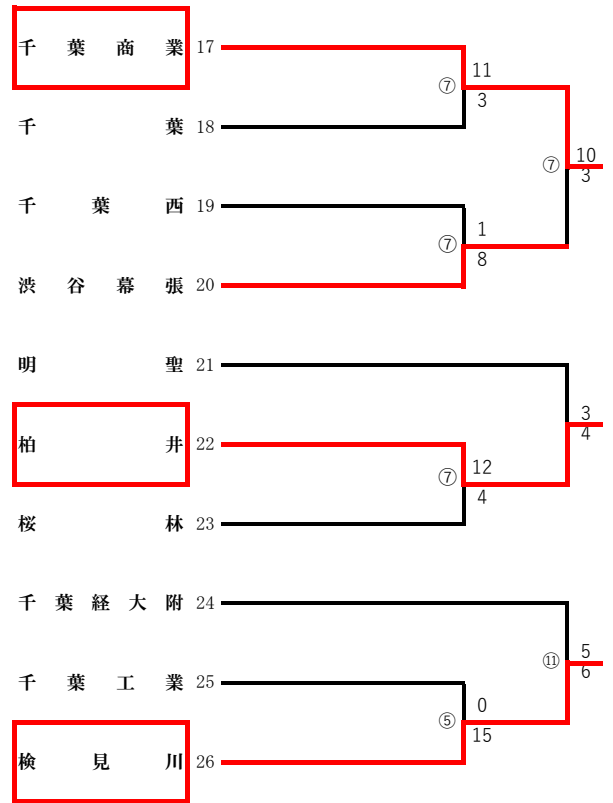 千葉商業 17
11
⑦
3
千葉 18
10
⑦
3
千葉西 19
1
⑦
8
渋谷幕張 20
明聖 21
3
4
柏井 22
12
⑦
4
桜林 23
千葉経大附 24
5
⑪
6
千葉工業 25
0
⑤
15
検見川 26